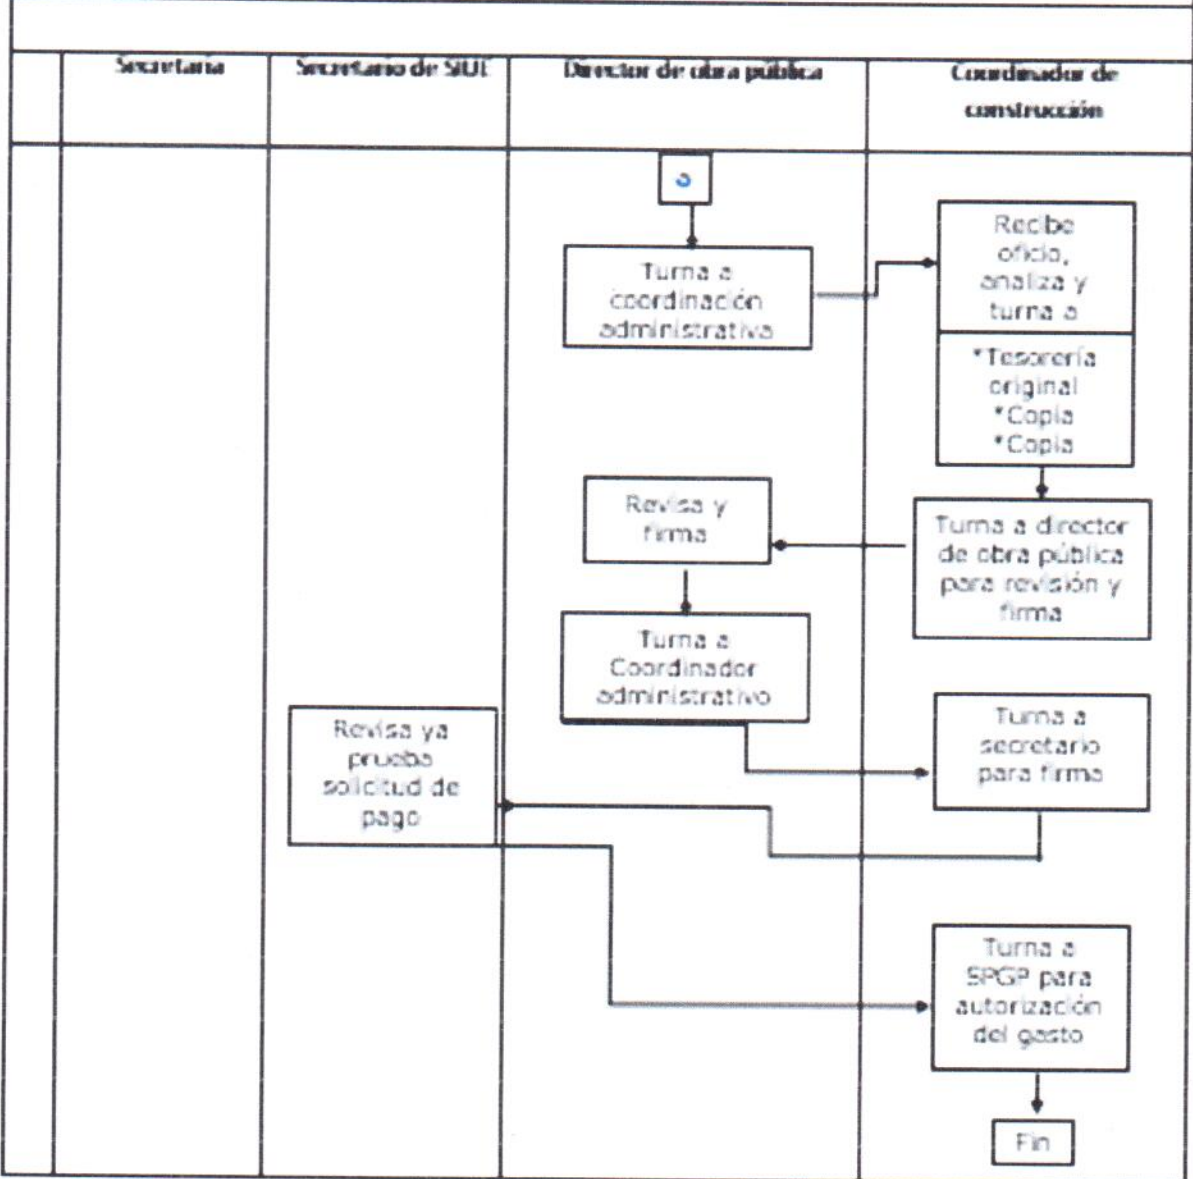 Secretaria
Secretario de SIUE
Director de obra pública
Coordinador de
construcción
a
Turna a
coordinación
administrativa
Recibe
oficio,
analiza y
turna a
*Tesorería
original
*Copia
*Copia
Revisa y
firma
Turna a director
de obra pública
para revisión y
firma
Turna a
Coordinador
administrativo
Revisa ya
prueba
solicitud de
pago
Turna a
secretario
para firma
Turna a
SPGP para
autorización
del gasto
Fin